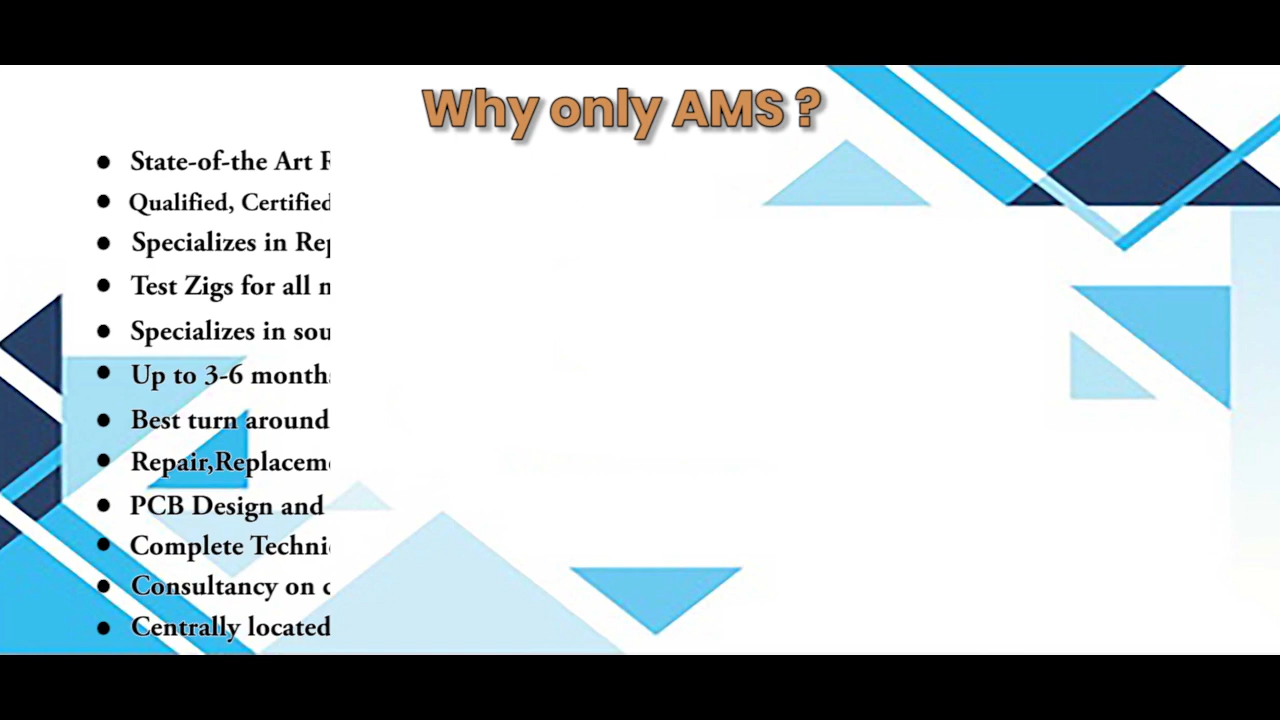 Why only AMS ?
● State-of-the Art
● Qualified, Certified
● Specializes in
● Test Zigs for all
● Specializes in
● Up to 3-6 months
● Best turn around
●
● PCB Design and
● Complete
● Consultancy on
● Centrally located